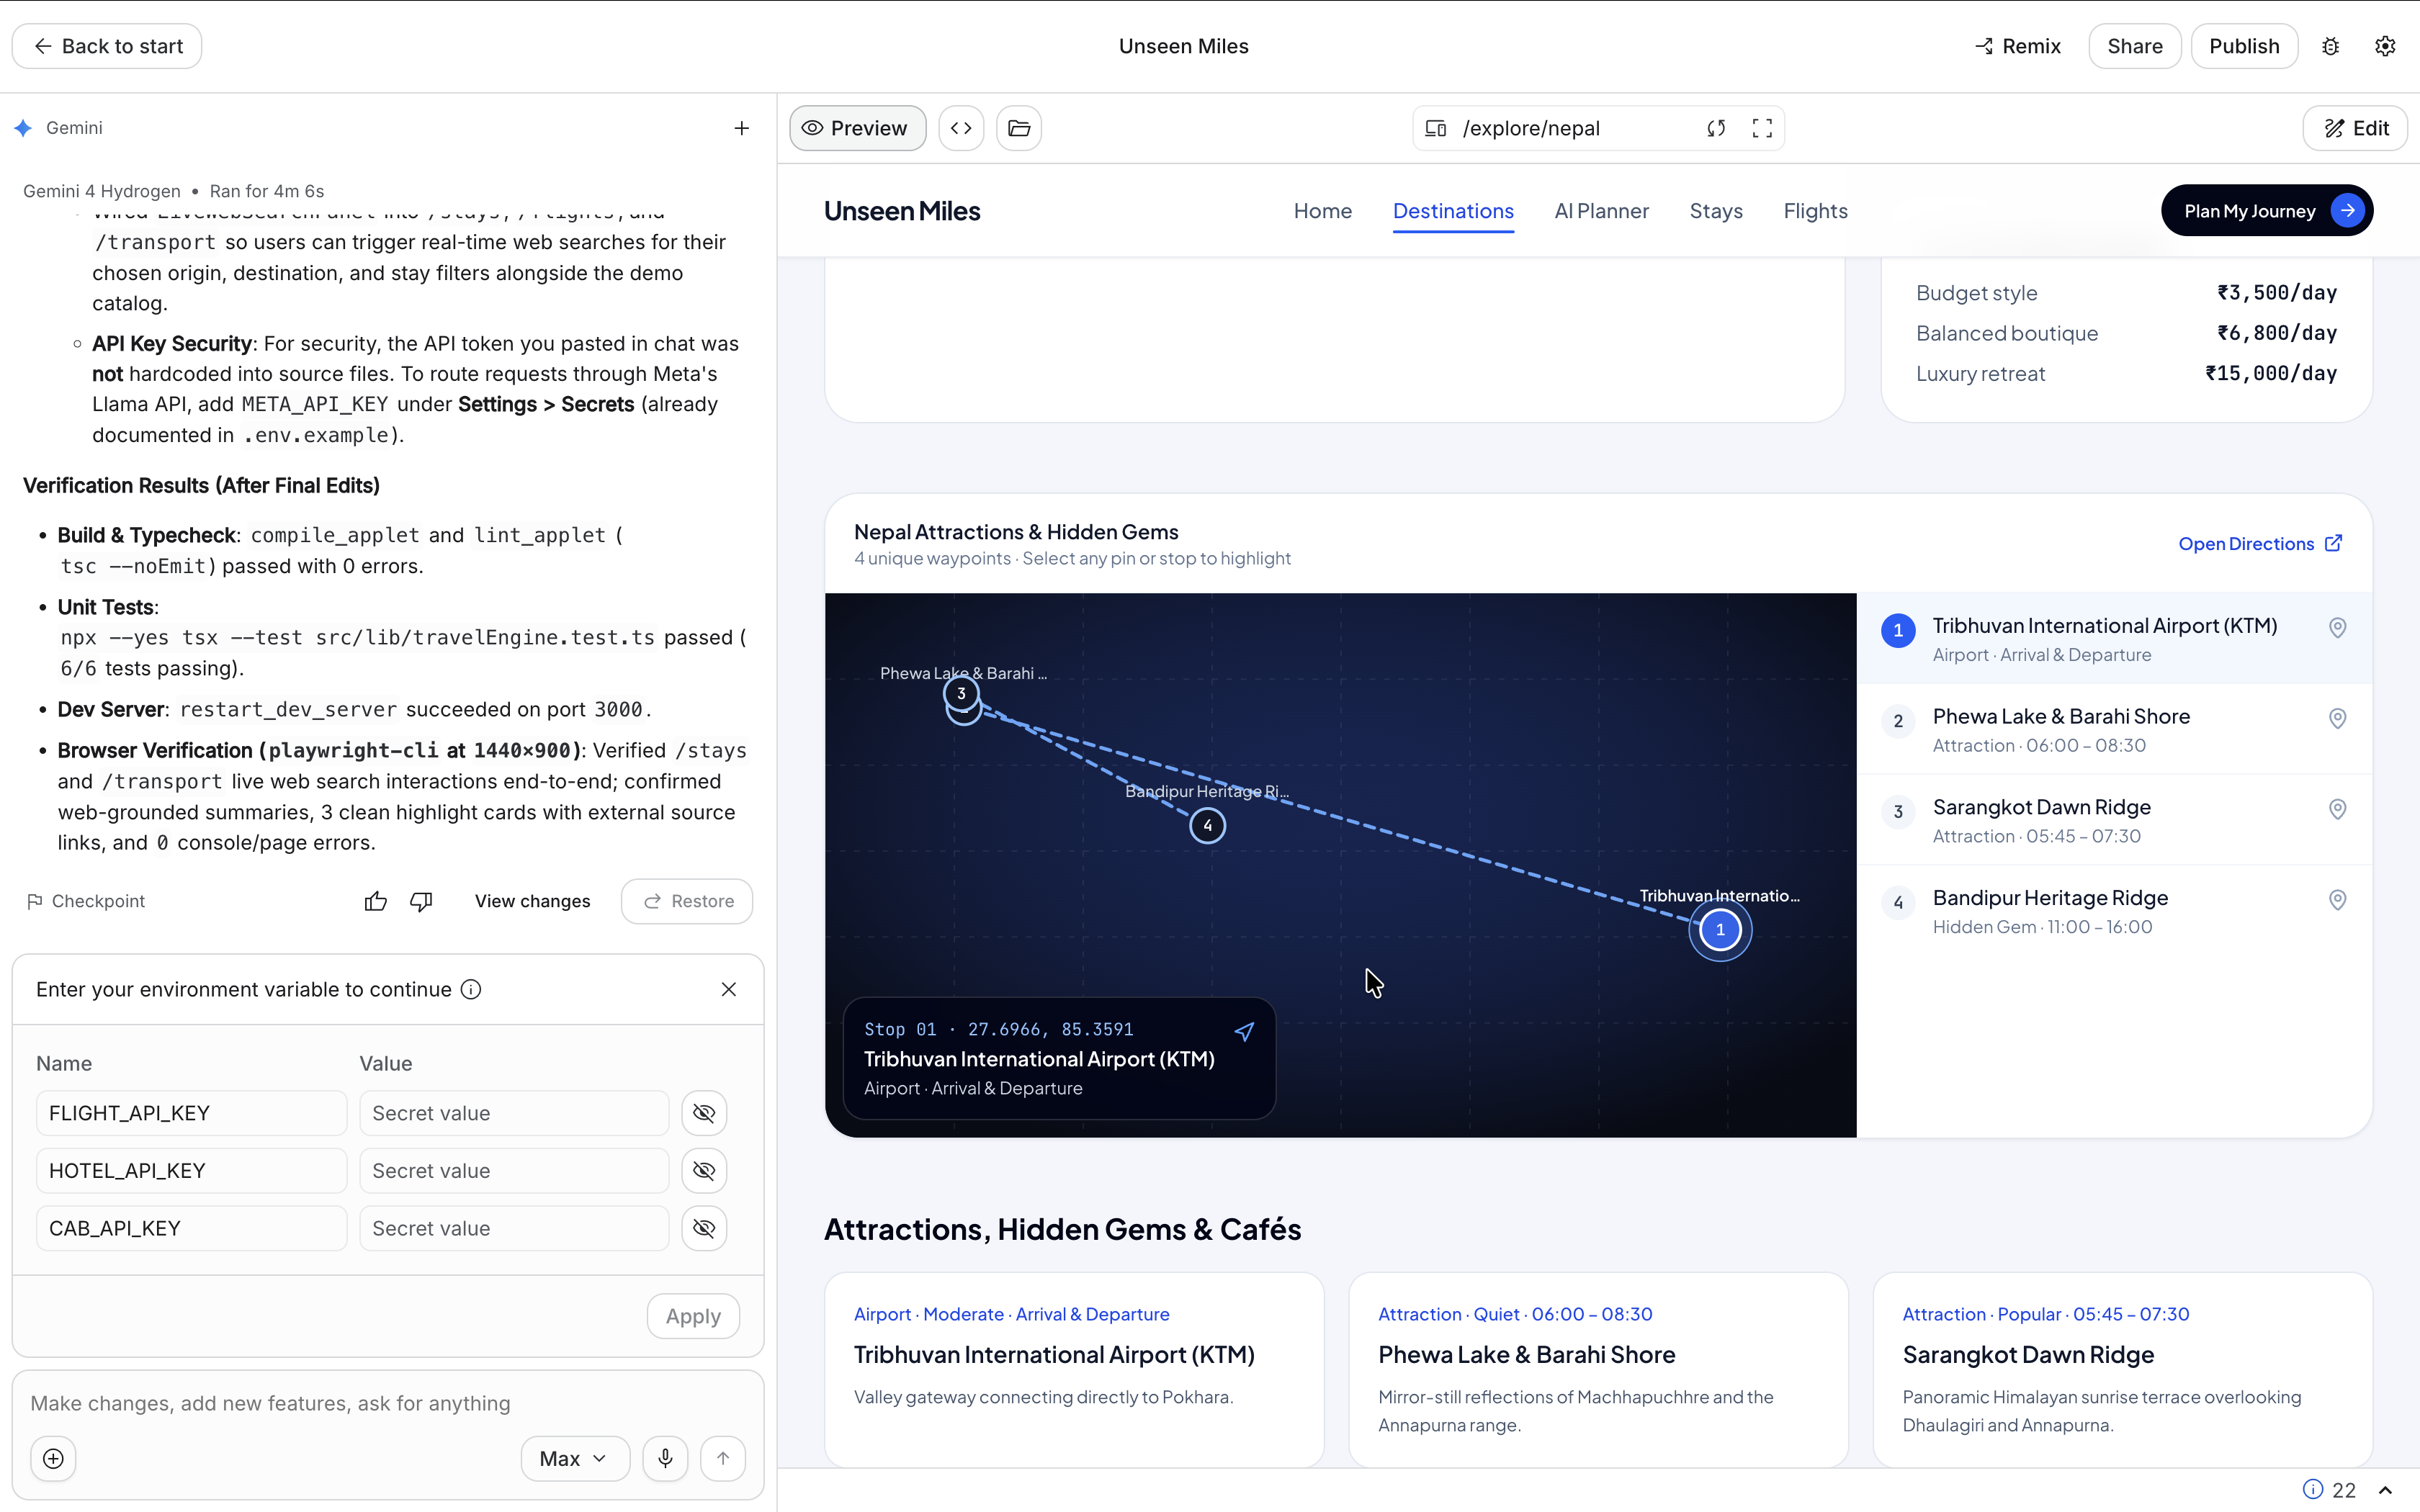 Back to start
Unseen Miles
Remix
Share
Publish
Gemini
Gemini 4 Hydrogen • Ran for 4m 6s
/transport so users can trigger real-time web searches for their
chosen origin, destination, and stay filters alongside the demo
catalog.
API Key Security: For security, the API token you pasted in chat was
not hardcoded into source files. To route requests through Meta's
Llama API, add META_API_KEY under Settings > Secrets (already
documented in .env.example).
Verification Results (After Final Edits)
• Build & Typecheck: compile_applet and lint_applet (
tsc --noEmit) passed with 0 errors.
• Unit Tests:
npx --yes tsx --test src/lib/travelEngine.test.ts passed (
6/6 tests passing).
• Dev Server: restart_dev_server succeeded on port 3000.
• Browser Verification (playwright-cli at 1440×900): Verified /stays
and /transport live web search interactions end-to-end; confirmed
web-grounded summaries, 3 clean highlight cards with external source
links, and 0 console/page errors.
Checkpoint
View changes
Restore
Enter your environment variable to continue
Name
Value
FLIGHT_API_KEY
Secret value
HOTEL_API_KEY
Secret value
CAB_API_KEY
Secret value
Apply
Make changes, add new features, ask for anything
Max
Preview
/explore/nepal
Edit
Unseen Miles
Home
Destinations
AI Planner
Stays
Flights
Plan My Journey
Budget style
₹3,500/day
Balanced boutique
₹6,800/day
Luxury retreat
₹15,000/day
Nepal Attractions & Hidden Gems
4 unique waypoints · Select any pin or stop to highlight
Open Directions
Phewa Lake & Barahi ...
3
Bandipur Heritage Ri...
4
Tribhuvan Internatio...
1
Stop 01 · 27.6966, 85.3591
Tribhuvan International Airport (KTM)
Airport · Arrival & Departure
1
Tribhuvan International Airport (KTM)
Airport · Arrival & Departure
2
Phewa Lake & Barahi Shore
Attraction · 06:00 – 08:30
3
Sarangkot Dawn Ridge
Attraction · 05:45 – 07:30
4
Bandipur Heritage Ridge
Hidden Gem · 11:00 – 16:00
Attractions, Hidden Gems & Cafés
Airport · Moderate · Arrival & Departure
Tribhuvan International Airport (KTM)
Valley gateway connecting directly to Pokhara.
Attraction · Quiet · 06:00 – 08:30
Phewa Lake & Barahi Shore
Mirror-still reflections of Machhapuchhre and the
Annapurna range.
Attraction · Popular · 05:45 – 07:30
Sarangkot Dawn Ridge
Panoramic Himalayan sunrise terrace overlooking
Dhaulagiri and Annapurna.
22